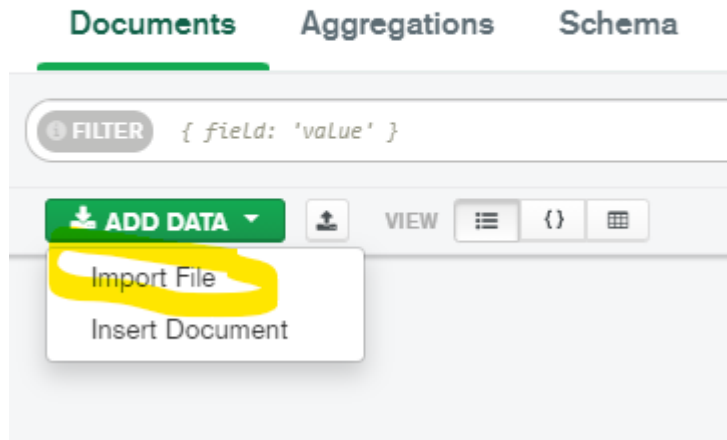 Documents Aggregations Schema
FILTER { field: 'value' }
ADD DATA VIEW {}
Import File
Insert Document